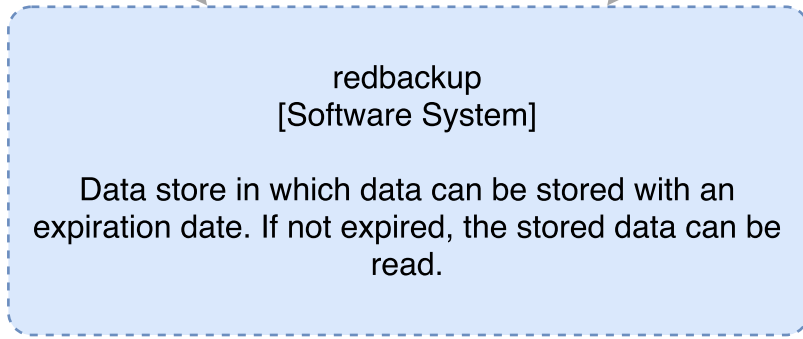 redbackup
[Software System]
Data store in which data can be stored with an
expiration date. If not expired, the stored data can be
read.